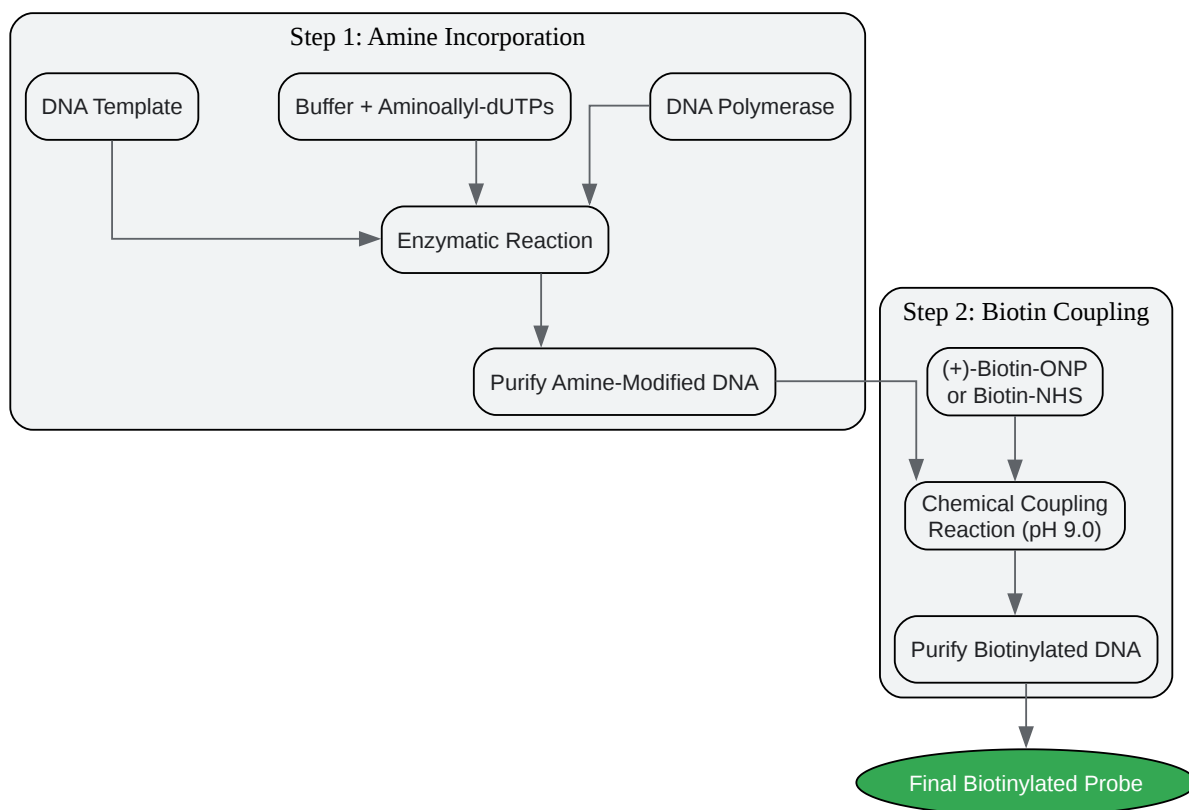 Step 1: Amine Incorporation
DNA Template
Buffer + Aminoallyl-dUTPs
DNA Polymerase
Enzymatic Reaction
Purify Amine-Modified DNA
Step 2: Biotin Coupling
(+)-Biotin-ONP
or Biotin-NHS
Chemical Coupling
Reaction (pH 9.0)
Purify Biotinylated DNA
Final Biotinylated Probe